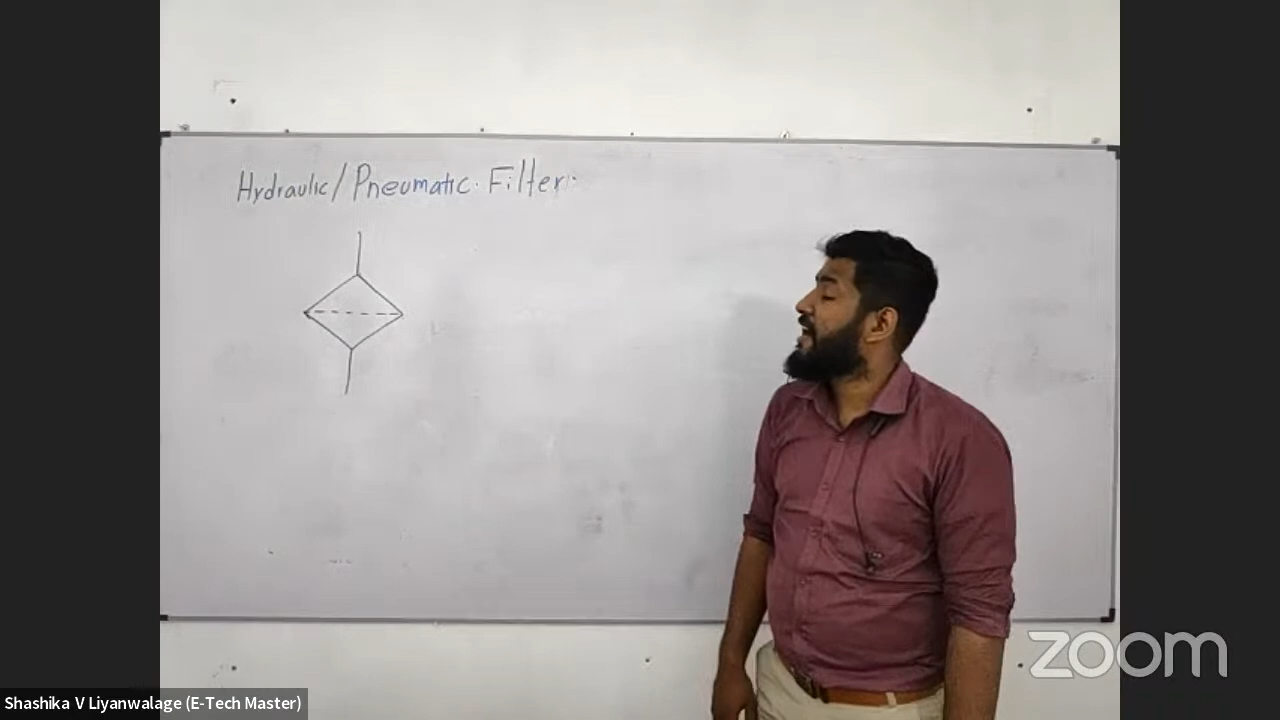 Hydraulic/Pneumatic Filter:
zoom
Shashika V Liyanwalage (E-Tech Master)